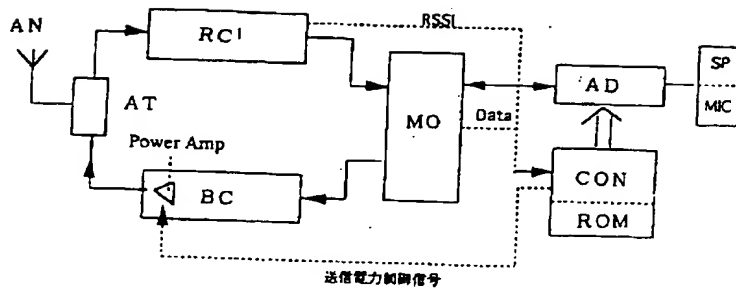 RSSI
AN
RCI
SP
AD
MIC
AT
MO
Data
Power Amp
BC
CON
ROM
送信電力制御信号